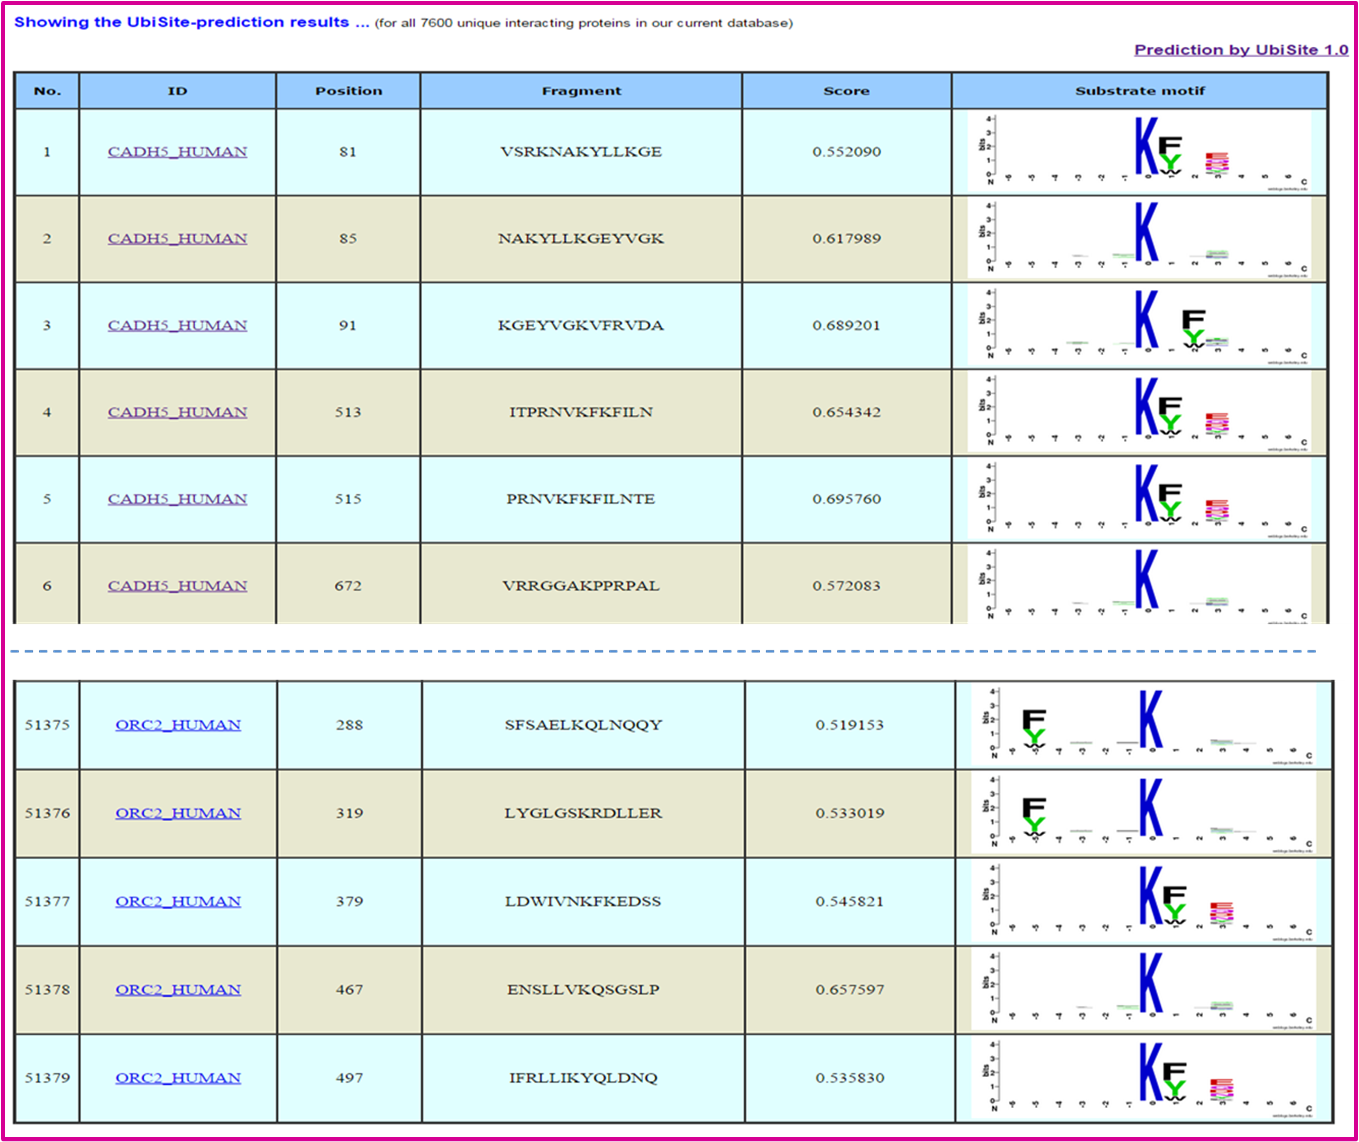 Showing the UbiSite-prediction results ... (for all 7600 unique interacting proteins in our current database)
Prediction by UbiSite 1.0
No. ID Position Fragment Score Substrate motif
1 CADH5_HUMAN 81 VSRKNAKYLLKGE 0.552090
2 CADH5_HUMAN 85 NAKYLLKGEYVGK 0.617989
3 CADH5_HUMAN 91 KGEYVGKVFRVDA 0.689201
4 CADH5_HUMAN 513 ITPRNVKFKFILN 0.654342
5 CADH5_HUMAN 515 PRNVKFKFILNTE 0.695760
6 CADH5_HUMAN 672 VRRGGAKPPRPAL 0.572083
51375 ORC2_HUMAN 288 SFSAELKQLNQQY 0.519153
51376 ORC2_HUMAN 319 LYGLGSKRDLLER 0.533019
51377 ORC2_HUMAN 379 LDWIVNKFKEDSS 0.545821
51378 ORC2_HUMAN 467 ENSLLVKQSGSLP 0.657597
51379 ORC2_HUMAN 497 IFRLLIKYQLDNQ 0.535830